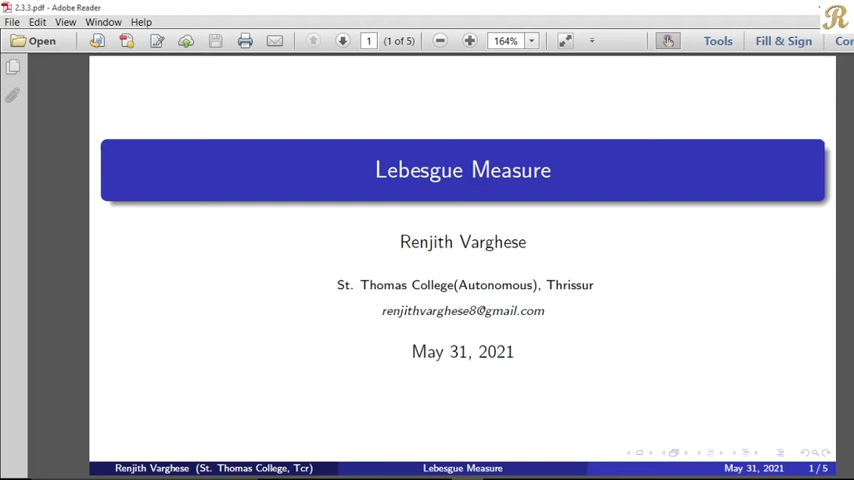 2.3.3.pdf - Adobe Reader
File Edit View Window Help
Open 1 (1 of 5) 164% Tools Fill & Sign
R
Lebesgue Measure
Renjith Varghese
St. Thomas College(Autonomous), Thrissur
renjithvarghese8@gmail.com
May 31, 2021
Renjith Varghese (St. Thomas College, Tcr) Lebesgue Measure May 31, 2021 1 / 5